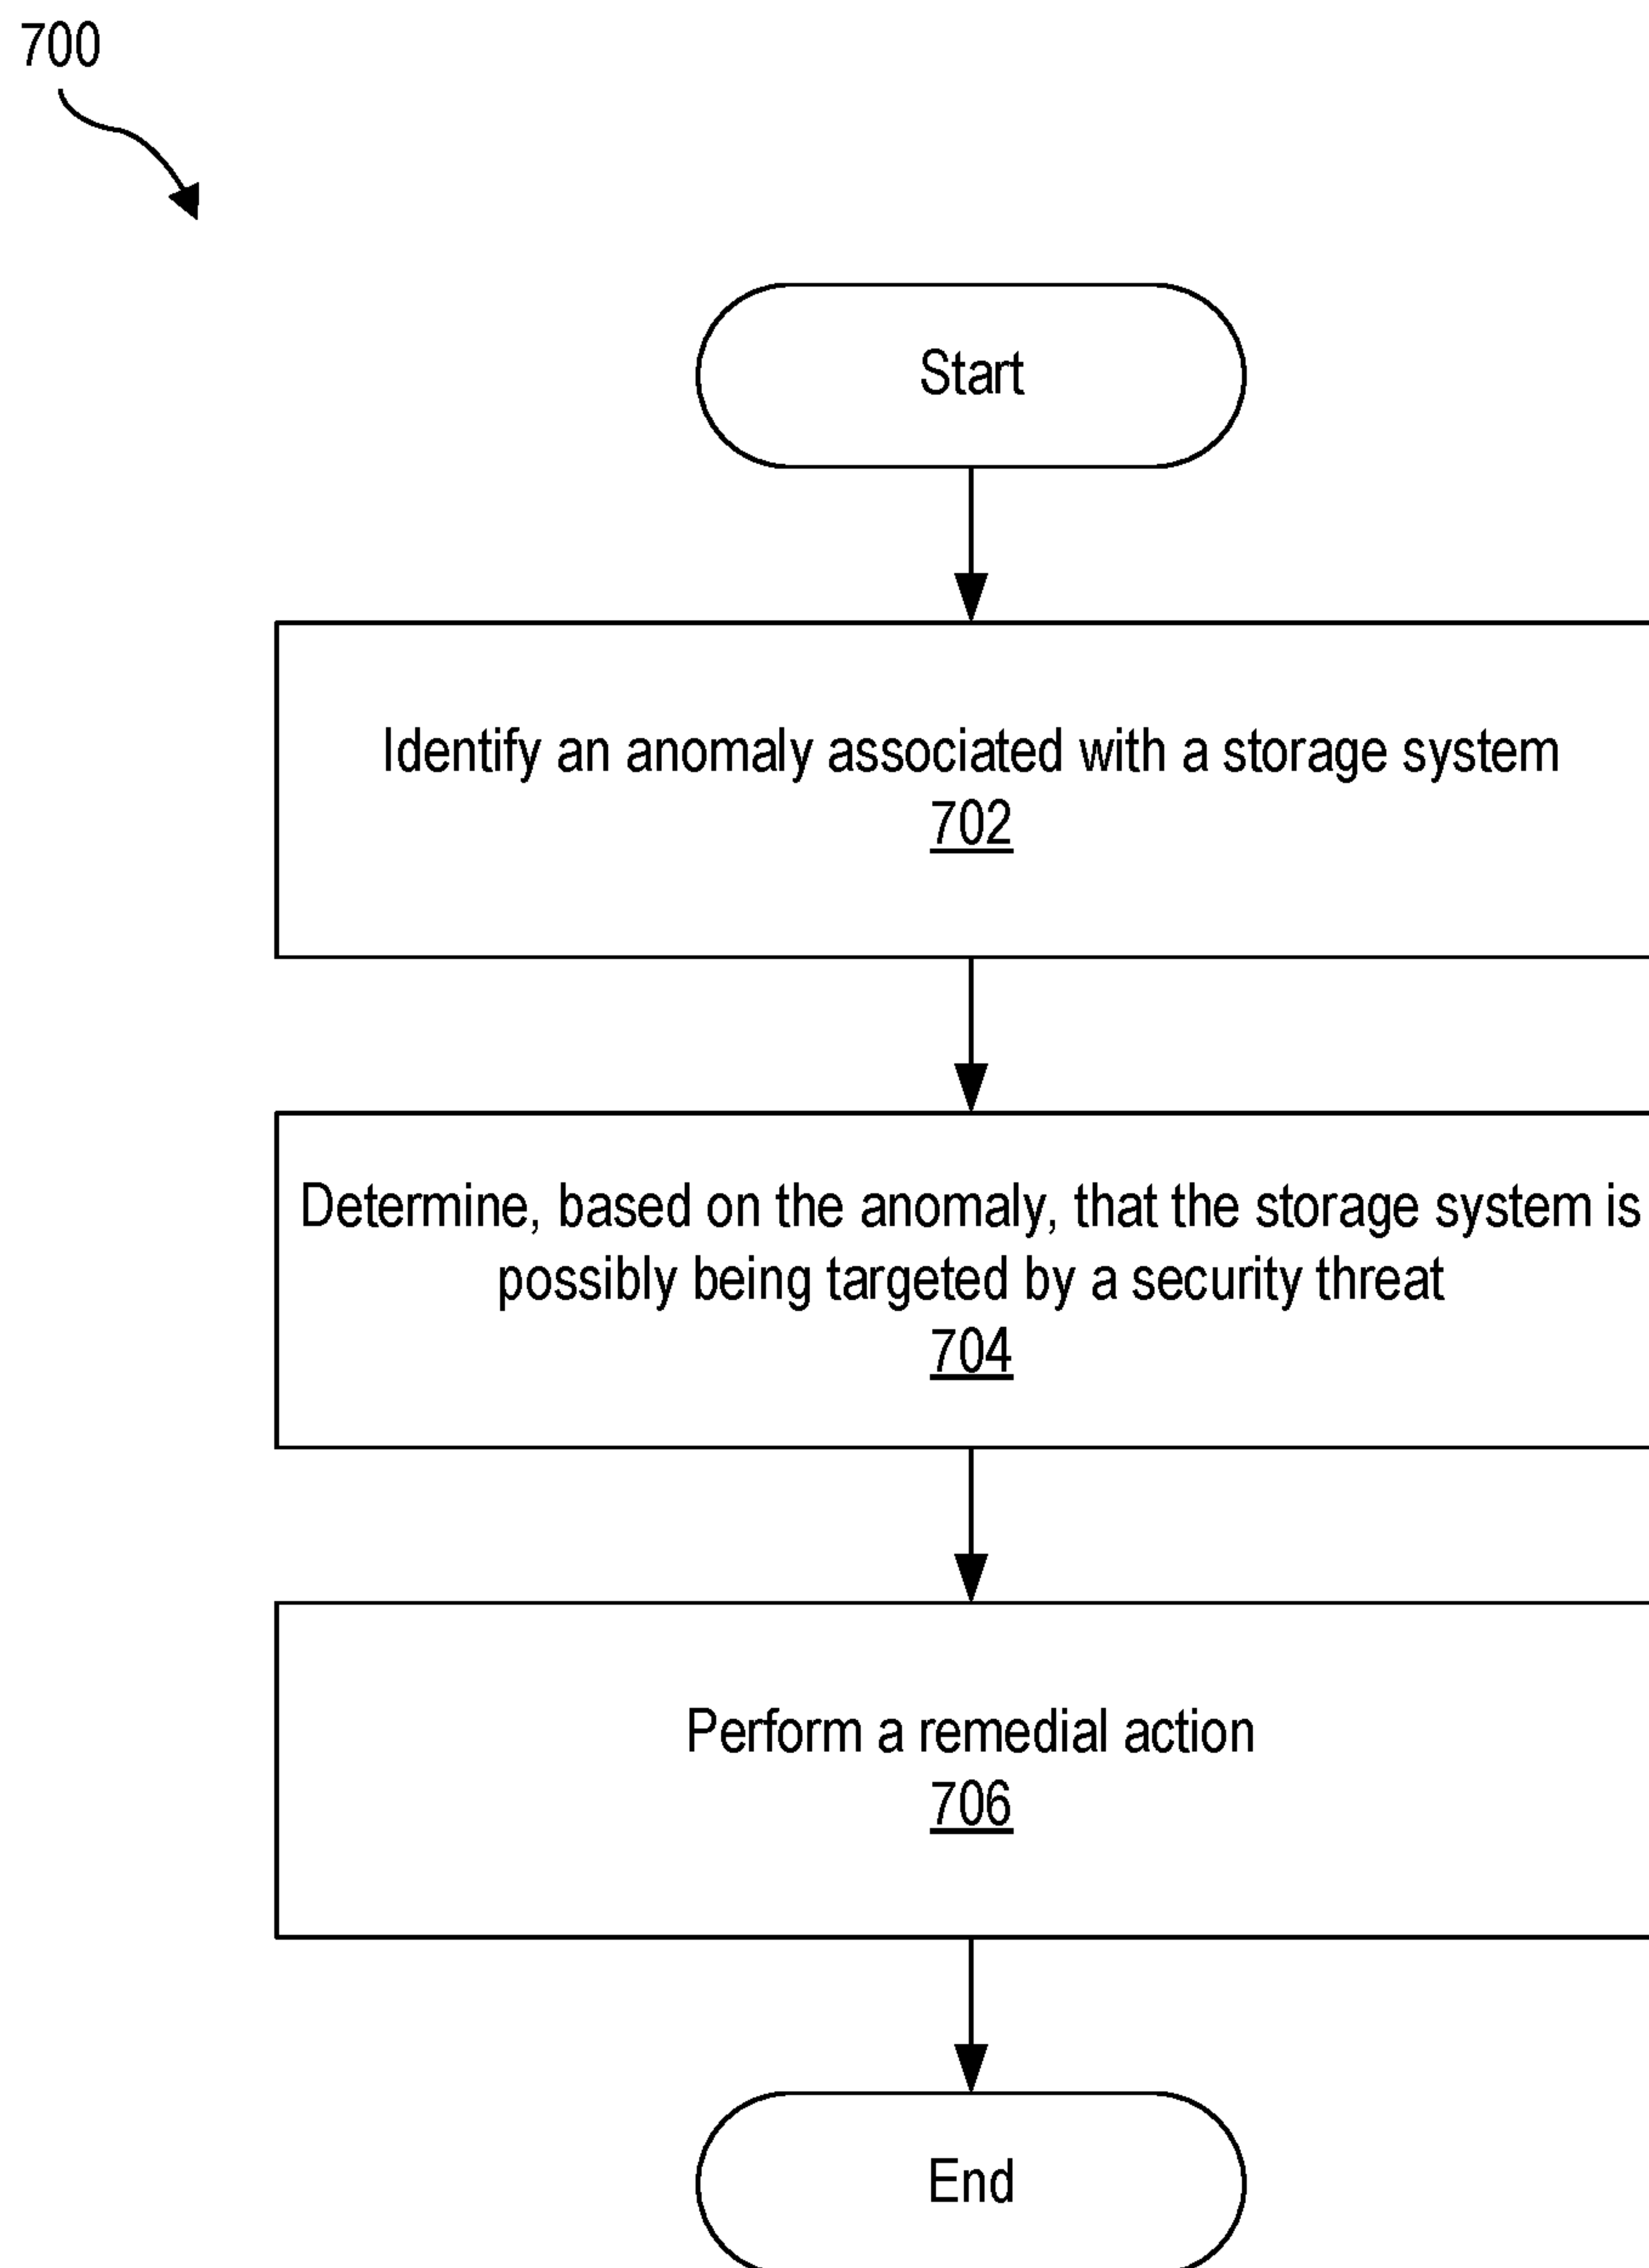 700
Start
Identify an anomaly associated with a storage system
702
Determine, based on the anomaly, that the storage system is
possibly being targeted by a security threat
704
Perform a remedial action
706
End